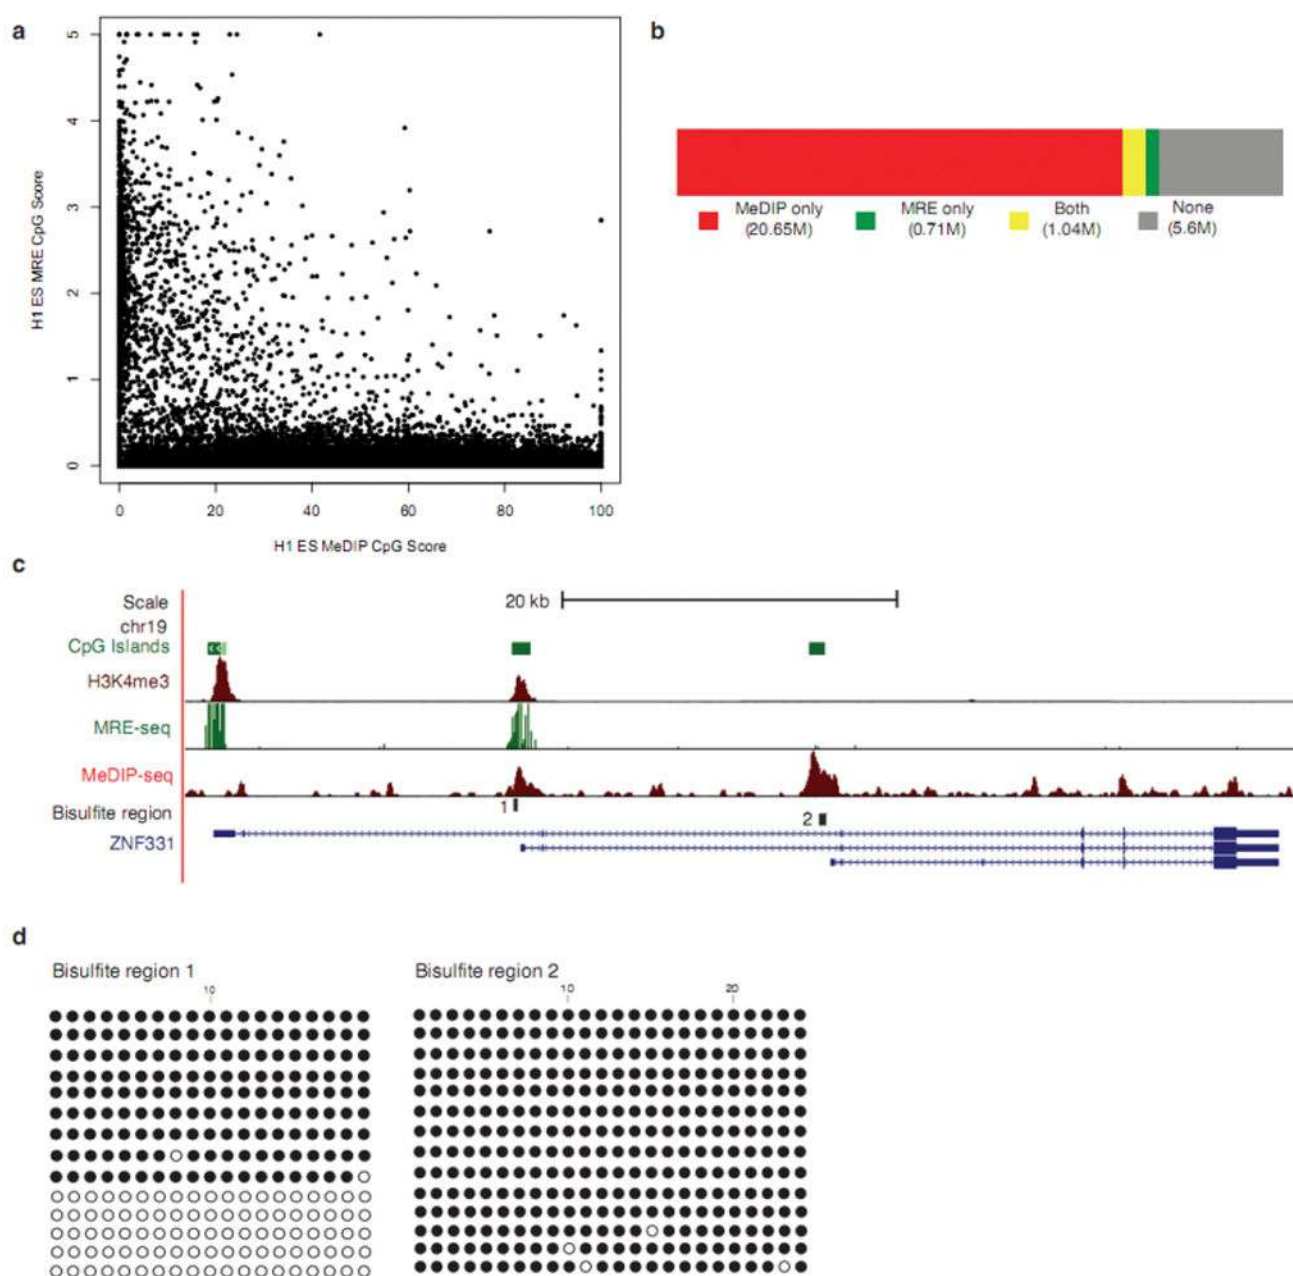 a
5
4
3
2
1
0
H1 ES MRE CpG Score
0 20 40 60 80 100
H1 ES MeDIP CpG Score
b
MeDIP only
(20.65M)
MRE only
(0.71M)
Both
(1.04M)
None
(5.6M)
c
Scale 20 kb
chr19
CpG Islands
H3K4me3
MRE-seq
MeDIP-seq
Bisulfite region 1 2
ZNF331
d
Bisulfite region 1
10
Bisulfite region 2
10 20